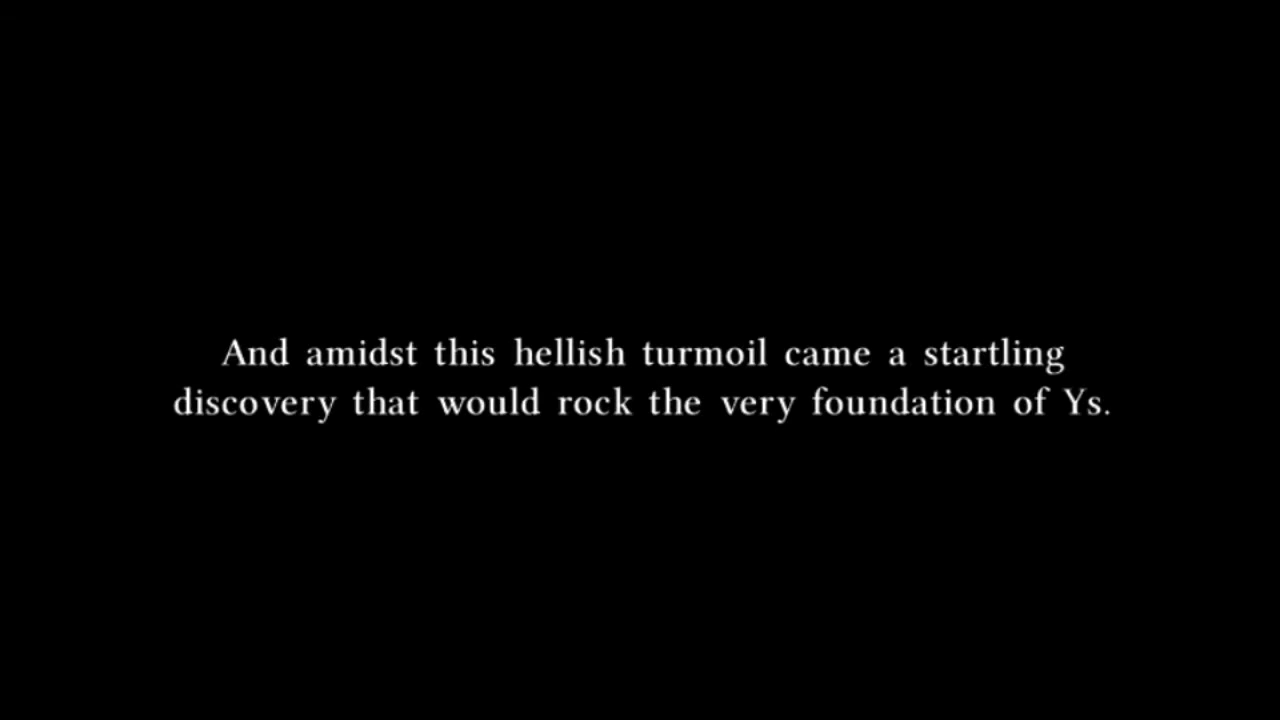 And amidst this hellish turmoil came a startling
discovery that would rock the very foundation of Ys.